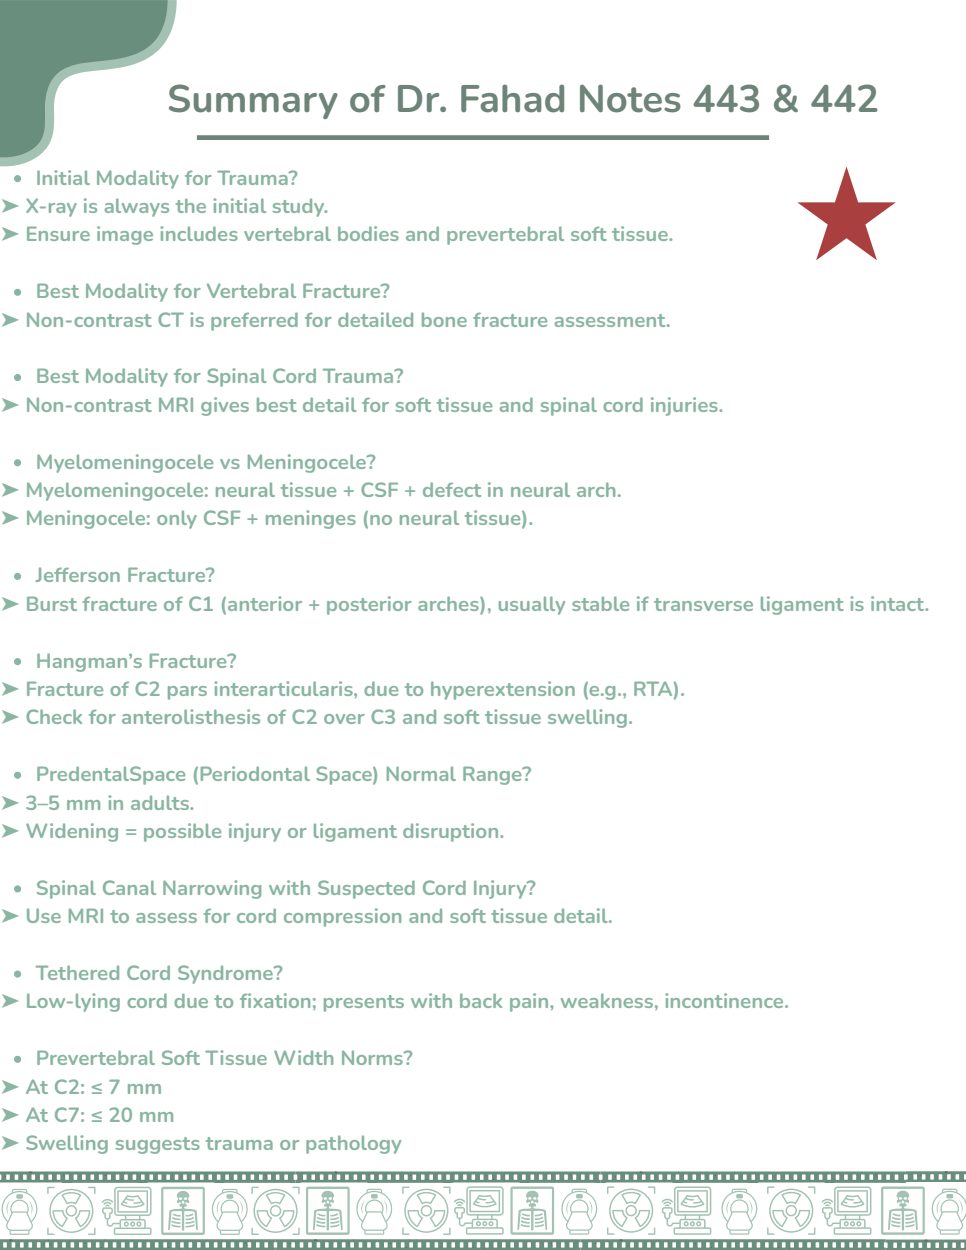 Summary of Dr. Fahad Notes 443 & 442
• Initial Modality for Trauma?
➤ X-ray is always the initial study.
➤ Ensure image includes vertebral bodies and prevertebral soft tissue.
• Best Modality for Vertebral Fracture?
➤ Non-contrast CT is preferred for detailed bone fracture assessment.
• Best Modality for Spinal Cord Trauma?
➤ Non-contrast MRI gives best detail for soft tissue and spinal cord injuries.
• Myelomeningocele vs Meningocele?
➤ Myelomeningocele: neural tissue + CSF + defect in neural arch.
➤ Meningocele: only CSF + meninges (no neural tissue).
• Jefferson Fracture?
➤ Burst fracture of C1 (anterior + posterior arches), usually stable if transverse ligament is intact.
• Hangman’s Fracture?
➤ Fracture of C2 pars interarticularis, due to hyperextension (e.g., RTA).
➤ Check for anterolisthesis of C2 over C3 and soft tissue swelling.
• PredentalSpace (Periodontal Space) Normal Range?
➤ 3–5 mm in adults.
➤ Widening = possible injury or ligament disruption.
• Spinal Canal Narrowing with Suspected Cord Injury?
➤ Use MRI to assess for cord compression and soft tissue detail.
• Tethered Cord Syndrome?
➤ Low-lying cord due to fixation; presents with back pain, weakness, incontinence.
• Prevertebral Soft Tissue Width Norms?
➤ At C2: ≤ 7 mm
➤ At C7: ≤ 20 mm
➤ Swelling suggests trauma or pathology